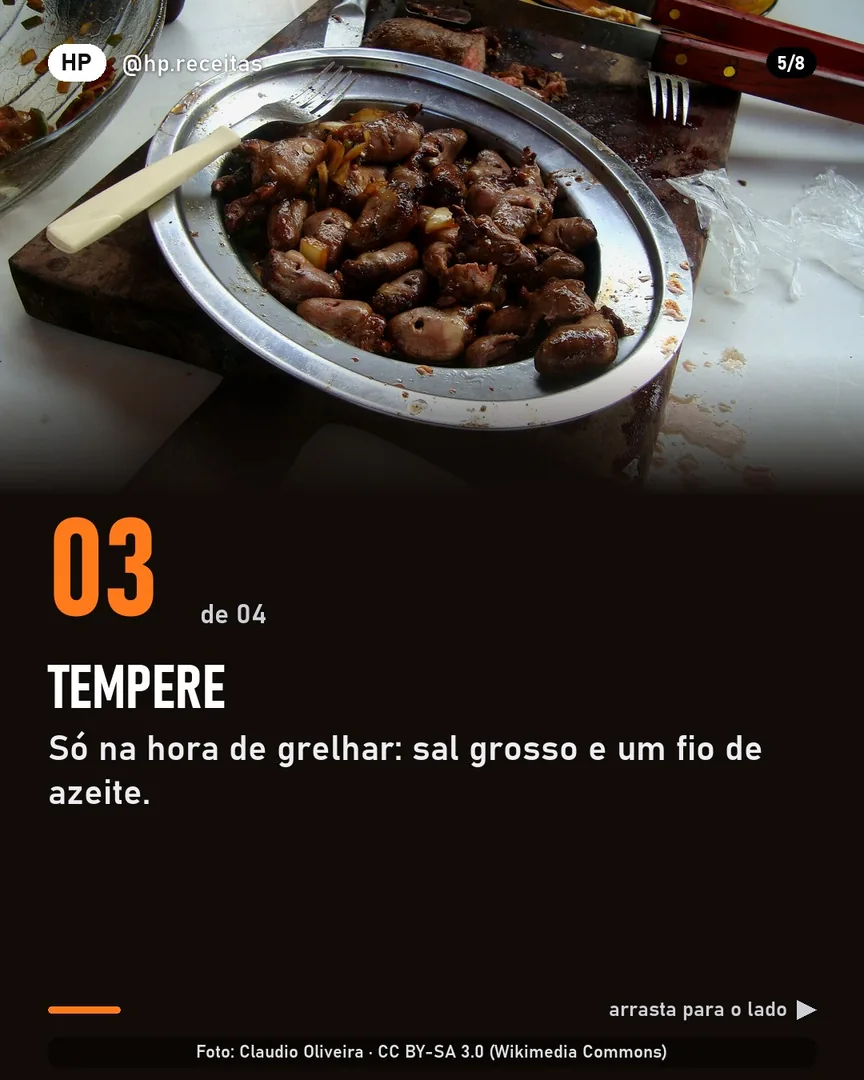 HP @hp.receitas
5/8
03 de 04
TEMPERE
Só na hora de grelhar: sal grosso e um fio de
azeite.
arrasta para o lado ▶
Foto: Claudio Oliveira · CC BY-SA 3.0 (Wikimedia Commons)